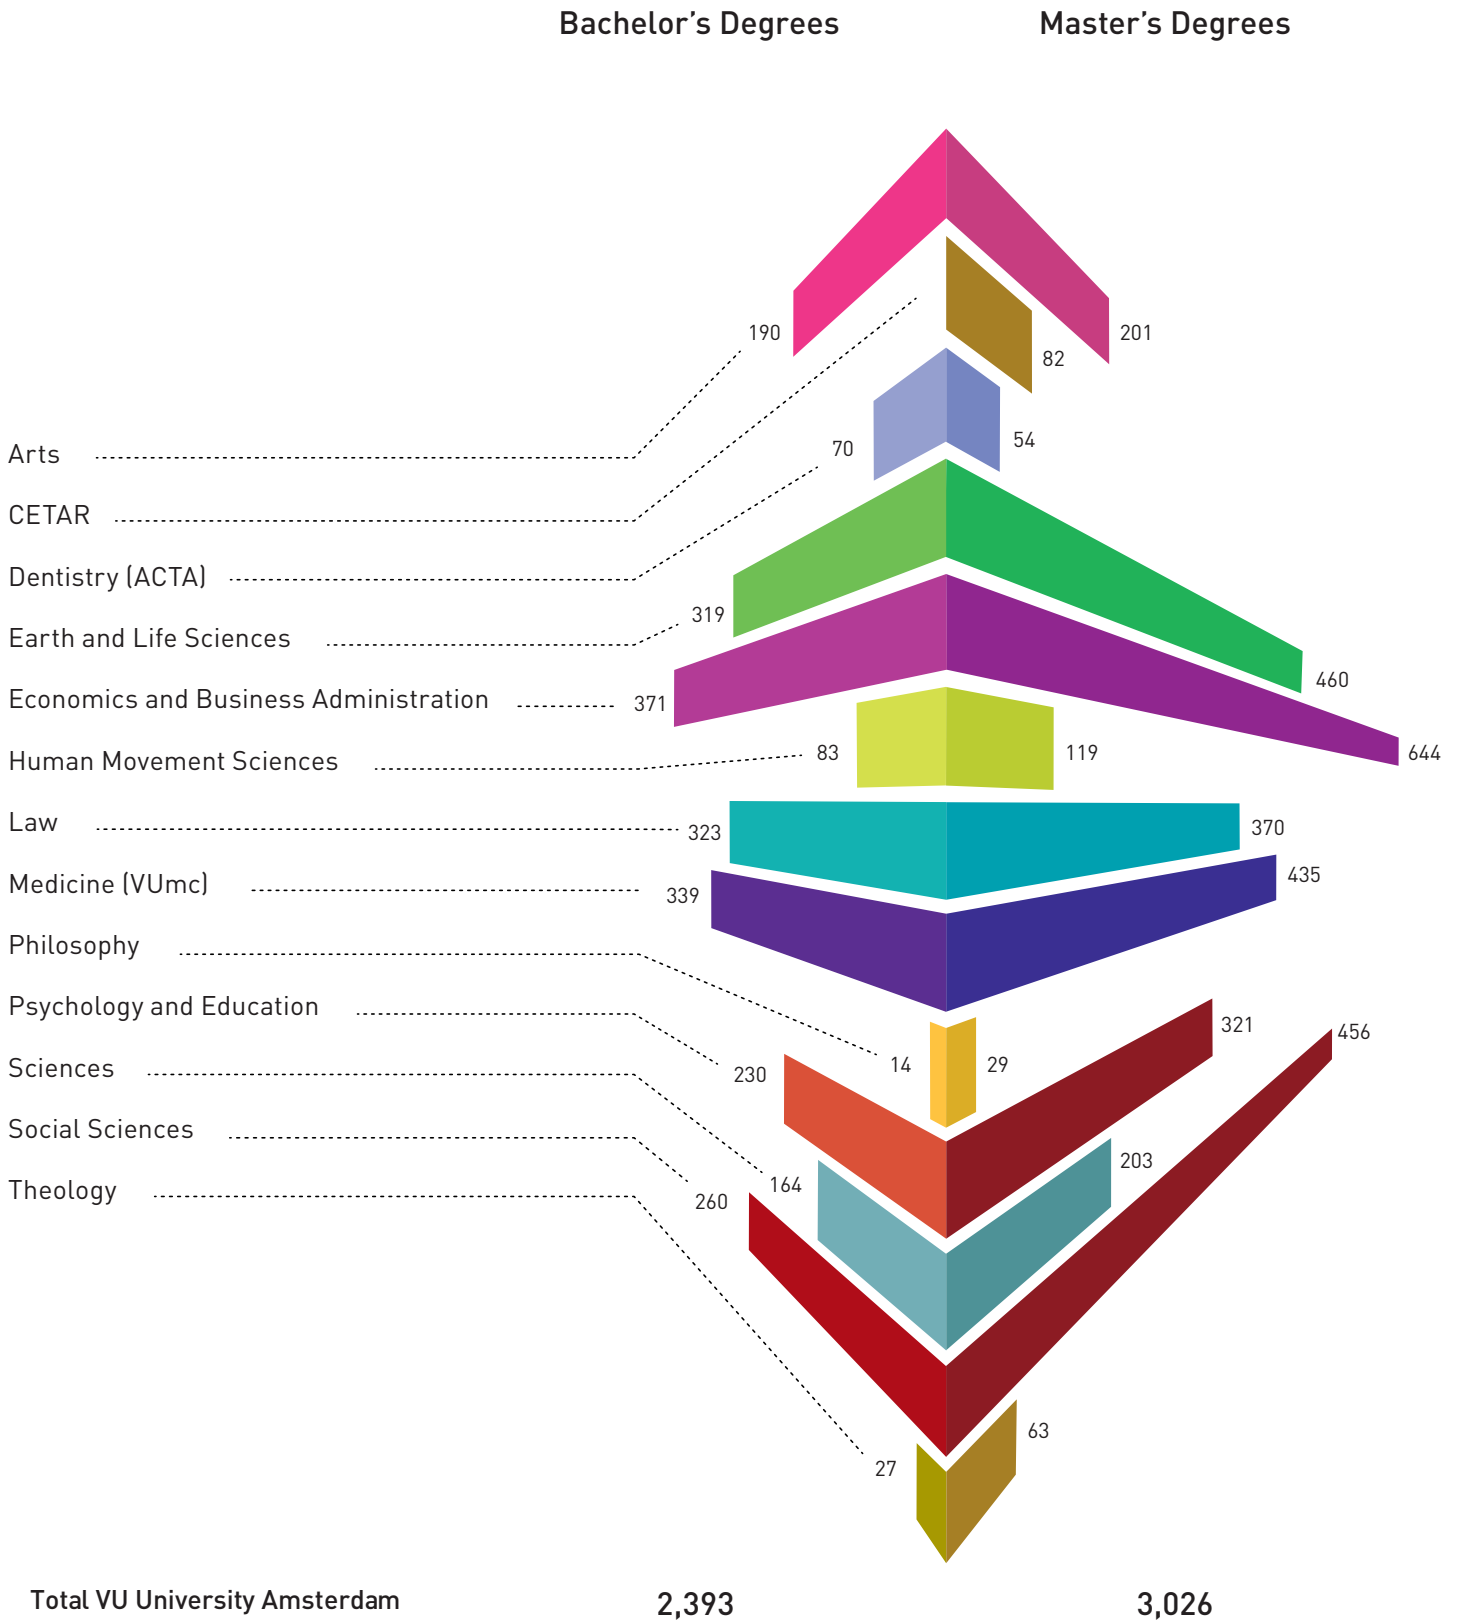 Bachelor’s Degrees
Master’s Degrees
190
201
82
70
54
Arts
CETAR
Dentistry (ACTA)
319
Earth and Life Sciences
460
Economics and Business Administration
371
644
Human Movement Sciences
83
119
Law
323
370
Medicine (VUmc)
339
435
Philosophy
14
29
Psychology and Education
230
321
456
Sciences
164
203
Social Sciences
260
Theology
27
63
Total VU University Amsterdam
2,393
3,026